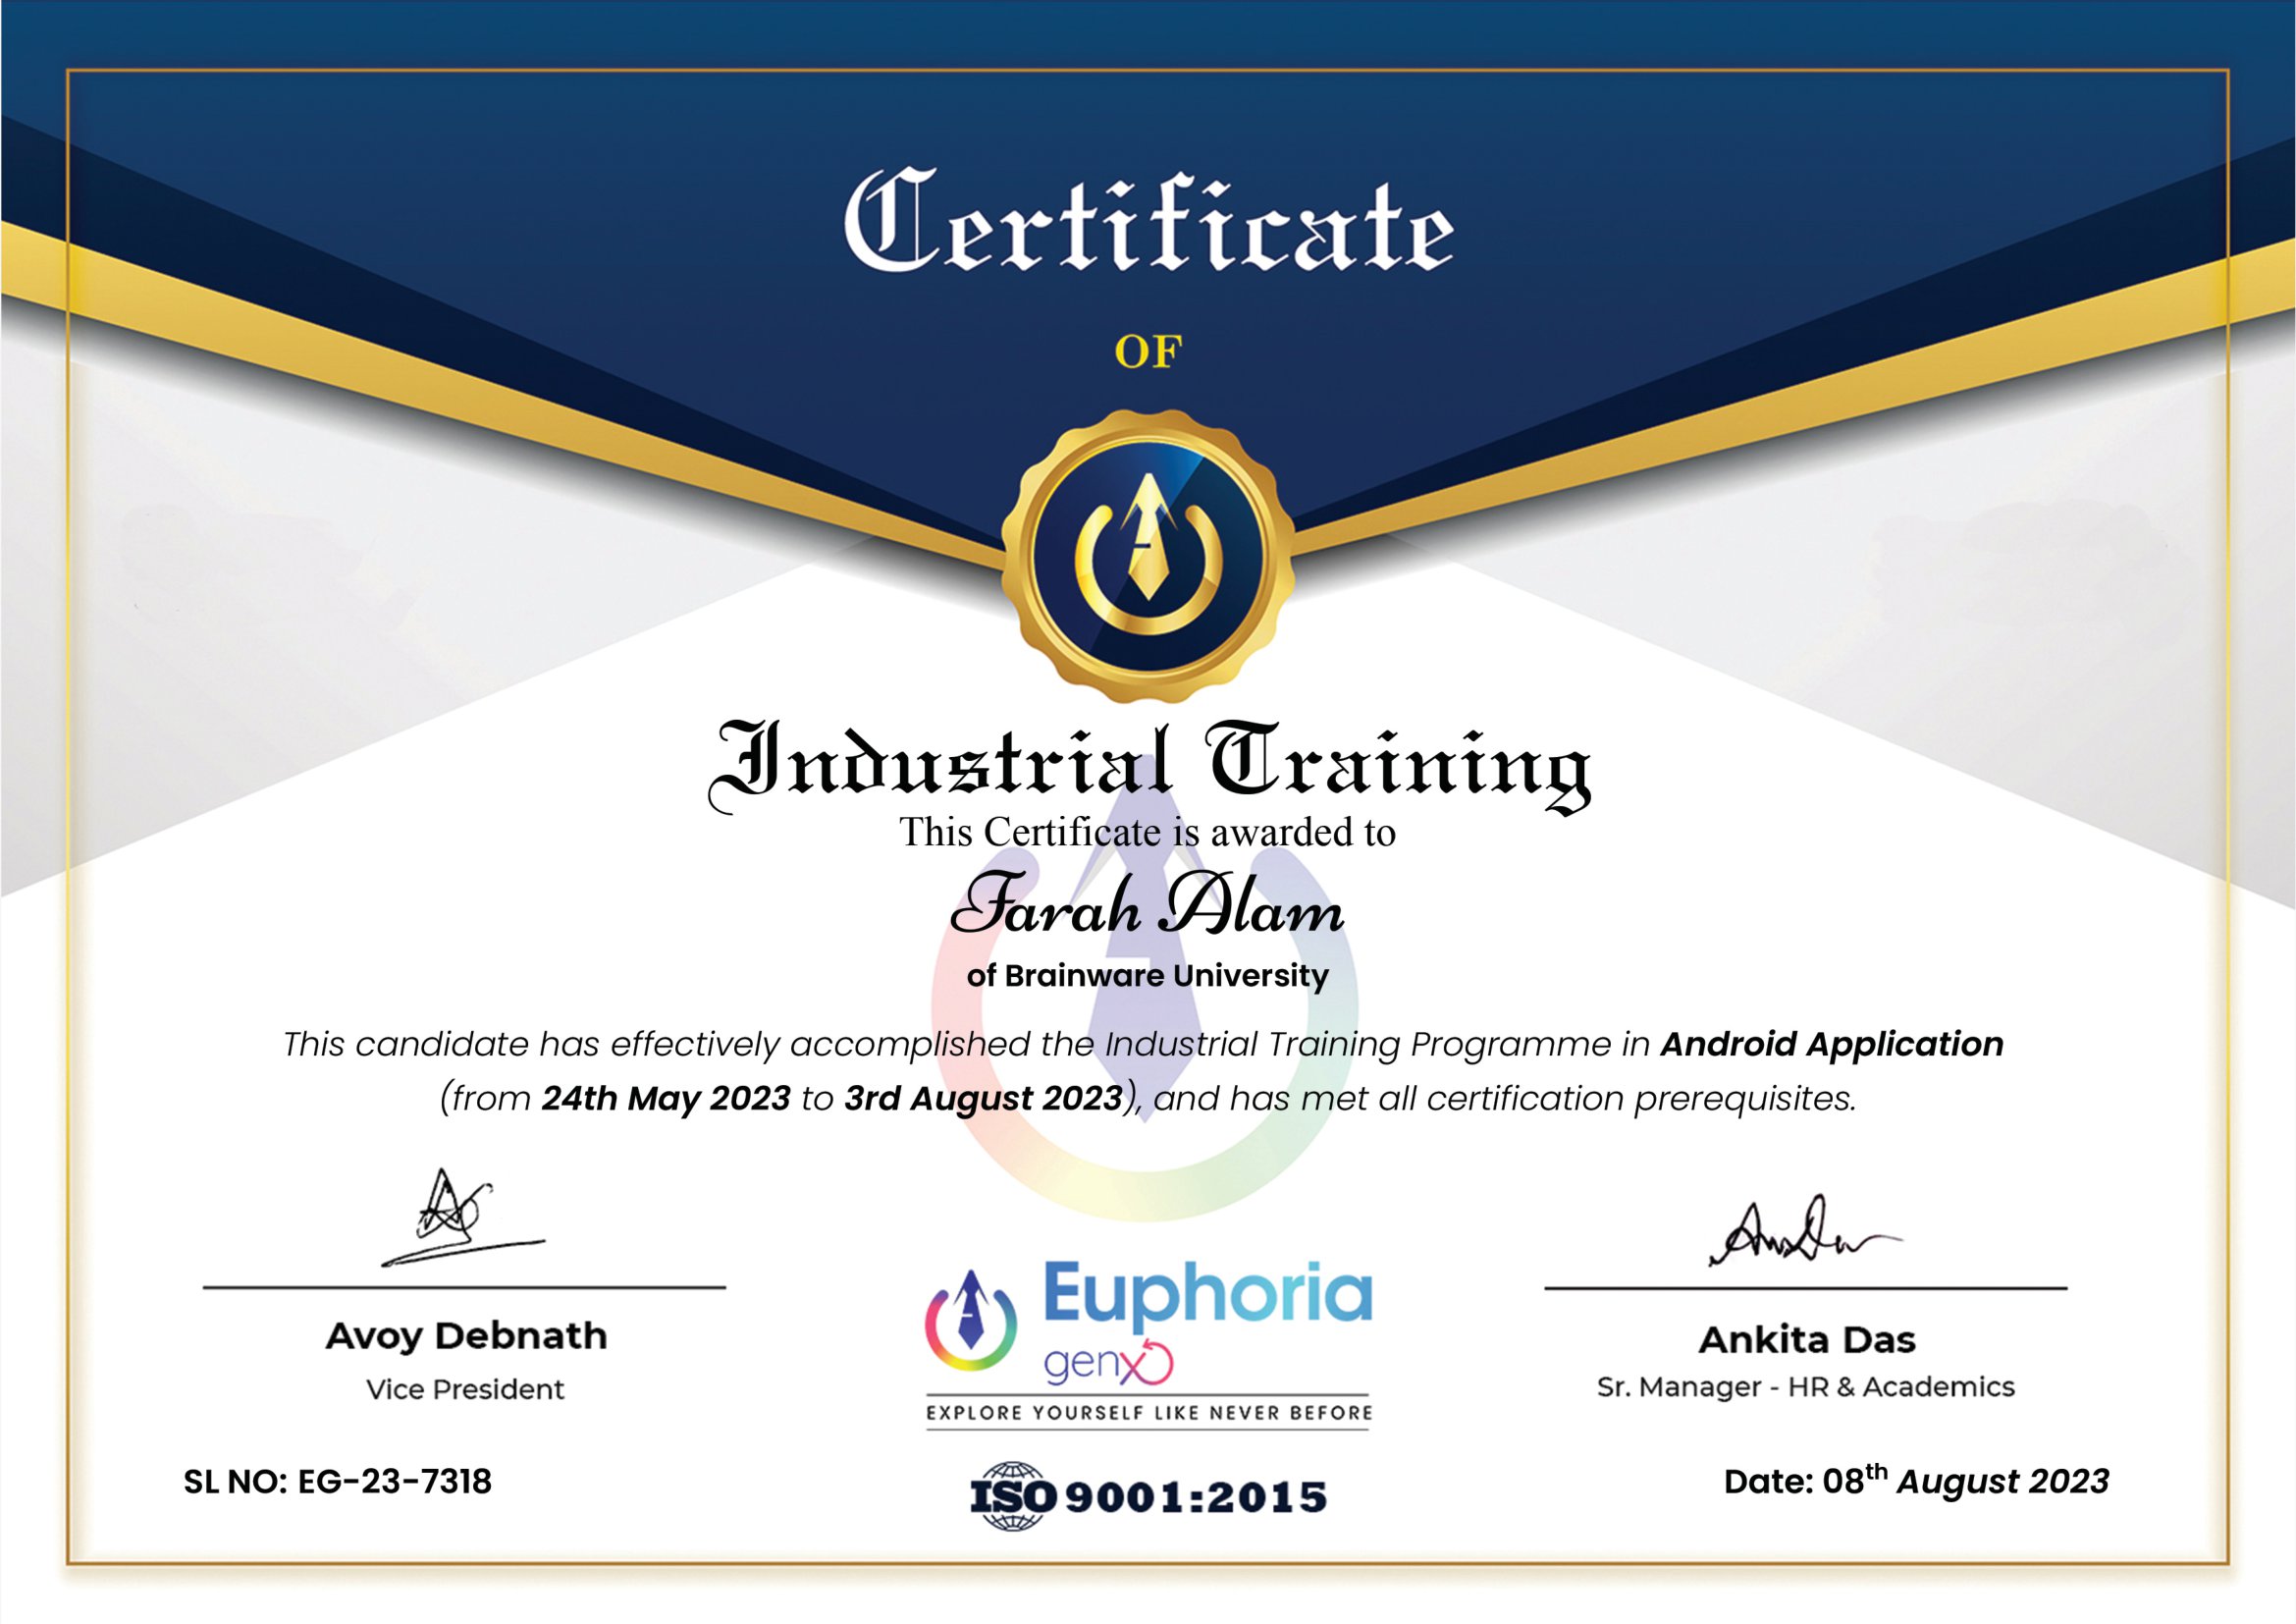 Certificate
OF
Industrial Training
This Certificate is awarded to
Farah Alam
of Brainware University
This candidate has effectively accomplished the Industrial Training Programme in Android Application
(from 24th May 2023 to 3rd August 2023), and has met all certification prerequisites.
Avoy Debnath
Vice President
SL NO: EG-23-7318
Euphoria
genx
EXPLORE YOURSELF LIKE NEVER BEFORE
ISO 9001:2015
Ankita Das
Sr. Manager - HR & Academics
Date: 08th August 2023